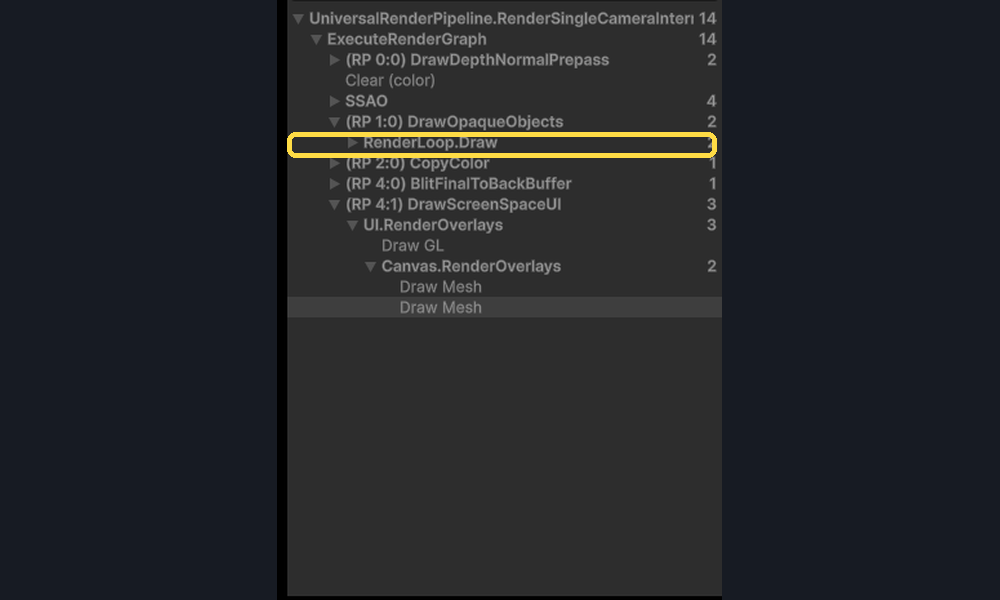 UniversalRenderPipeline.RenderSingleCameraInterr 14
ExecuteRenderGraph 14
(RP 0:0) DrawDepthNormalPrepass 2
Clear (color)
SSAO 4
(RP 1:0) DrawOpaqueObjects 2
RenderLoop.Draw 2
(RP 2:0) CopyColor 1
(RP 4:0) BlitFinalToBackBuffer 1
(RP 4:1) DrawScreenSpaceUI 3
UI.RenderOverlays 3
Draw GL
Canvas.RenderOverlays 2
Draw Mesh
Draw Mesh